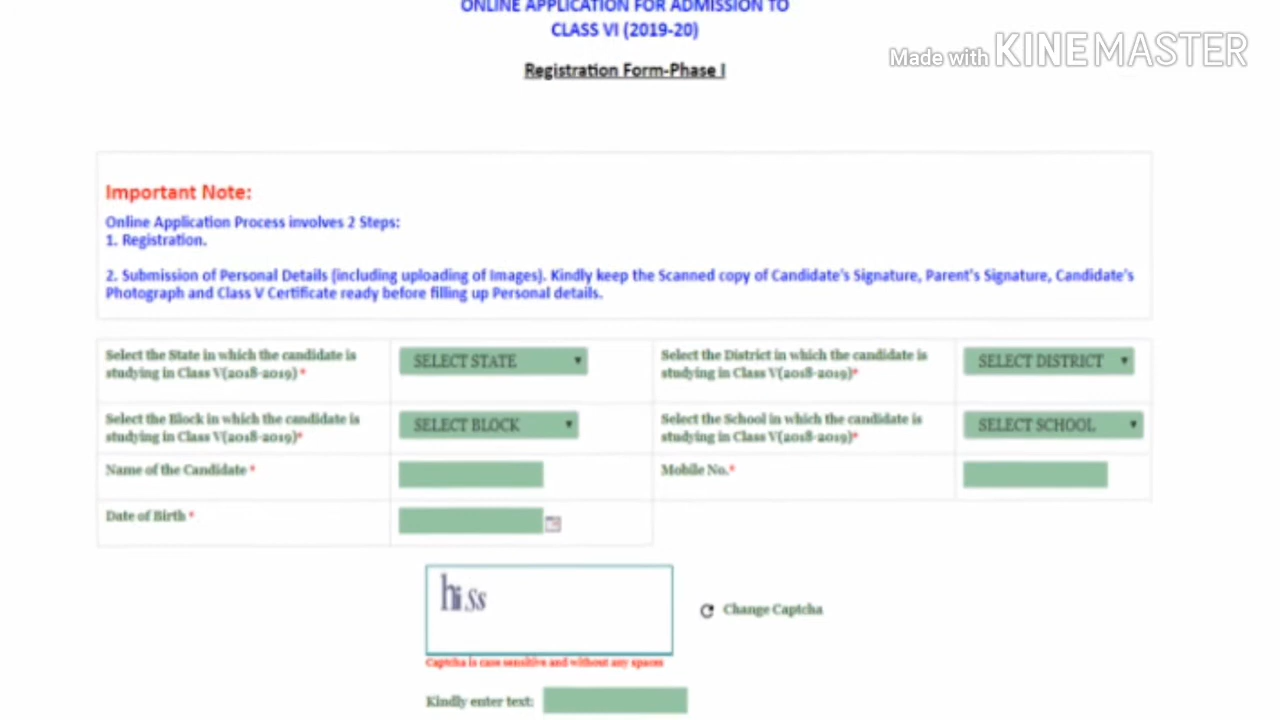 ONLINE APPLICATION FOR ADMISSION TO
CLASS VI (2019-20)
Made with KINEMASTER
Registration Form-Phase I
Important Note:
Online Application Process involves 2 Steps:
1. Registration.
2. Submission of Personal Details (including uploading of Images). Kindly keep the Scanned copy of Candidate's Signature, Parent's Signature, Candidate's
Photograph and Class V Certificate ready before filling up Personal details.
Select the State in which the candidate is
studying in Class V(2018-2019) *
SELECT STATE
Select the District in which the candidate is
studying in Class V(2018-2019)*
SELECT DISTRICT
Select the Block in which the candidate is
studying in Class V(2018-2019)*
SELECT BLOCK
Select the School in which the candidate is
studying in Class V(2018-2019)*
SELECT SCHOOL
Name of the Candidate *
Mobile No.*
Date of Birth *
hiss
Change Captcha
Captcha is case sensitive and without any spaces
Kindly enter text: